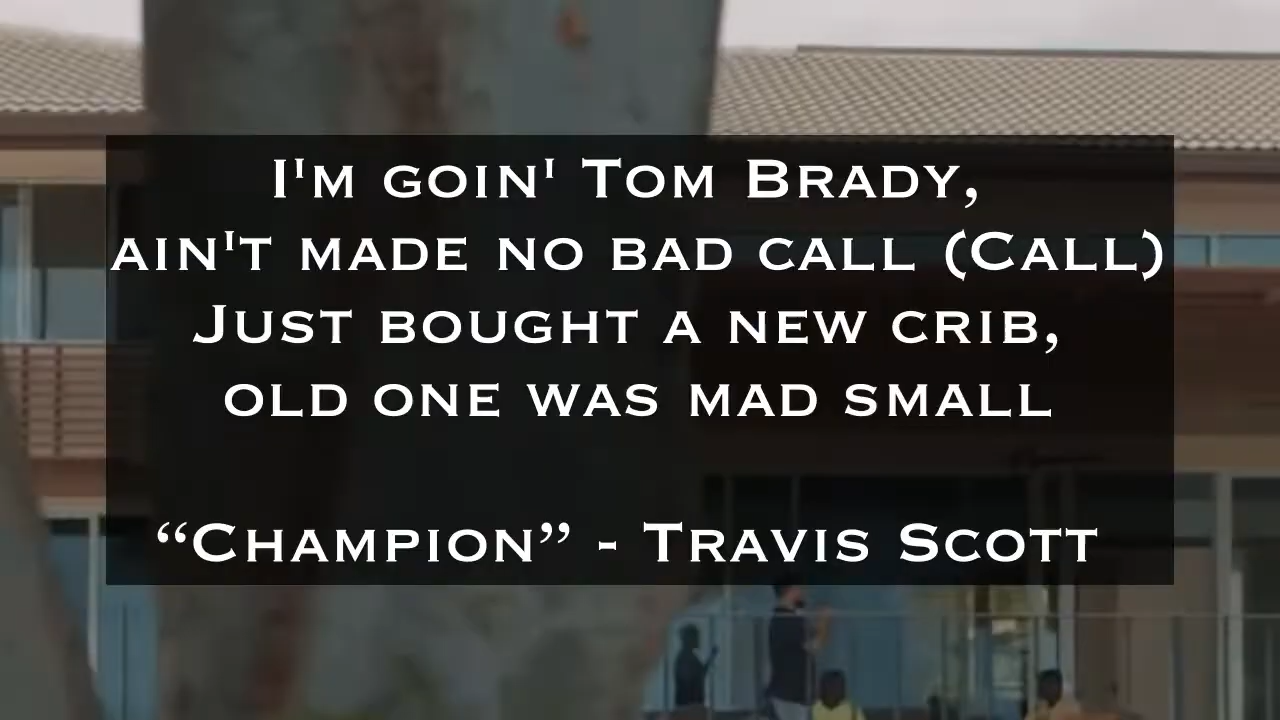 I'm goin' Tom Brady,
ain't made no bad call (Call)
Just bought a new crib,
old one was mad small
“Champion” - Travis Scott